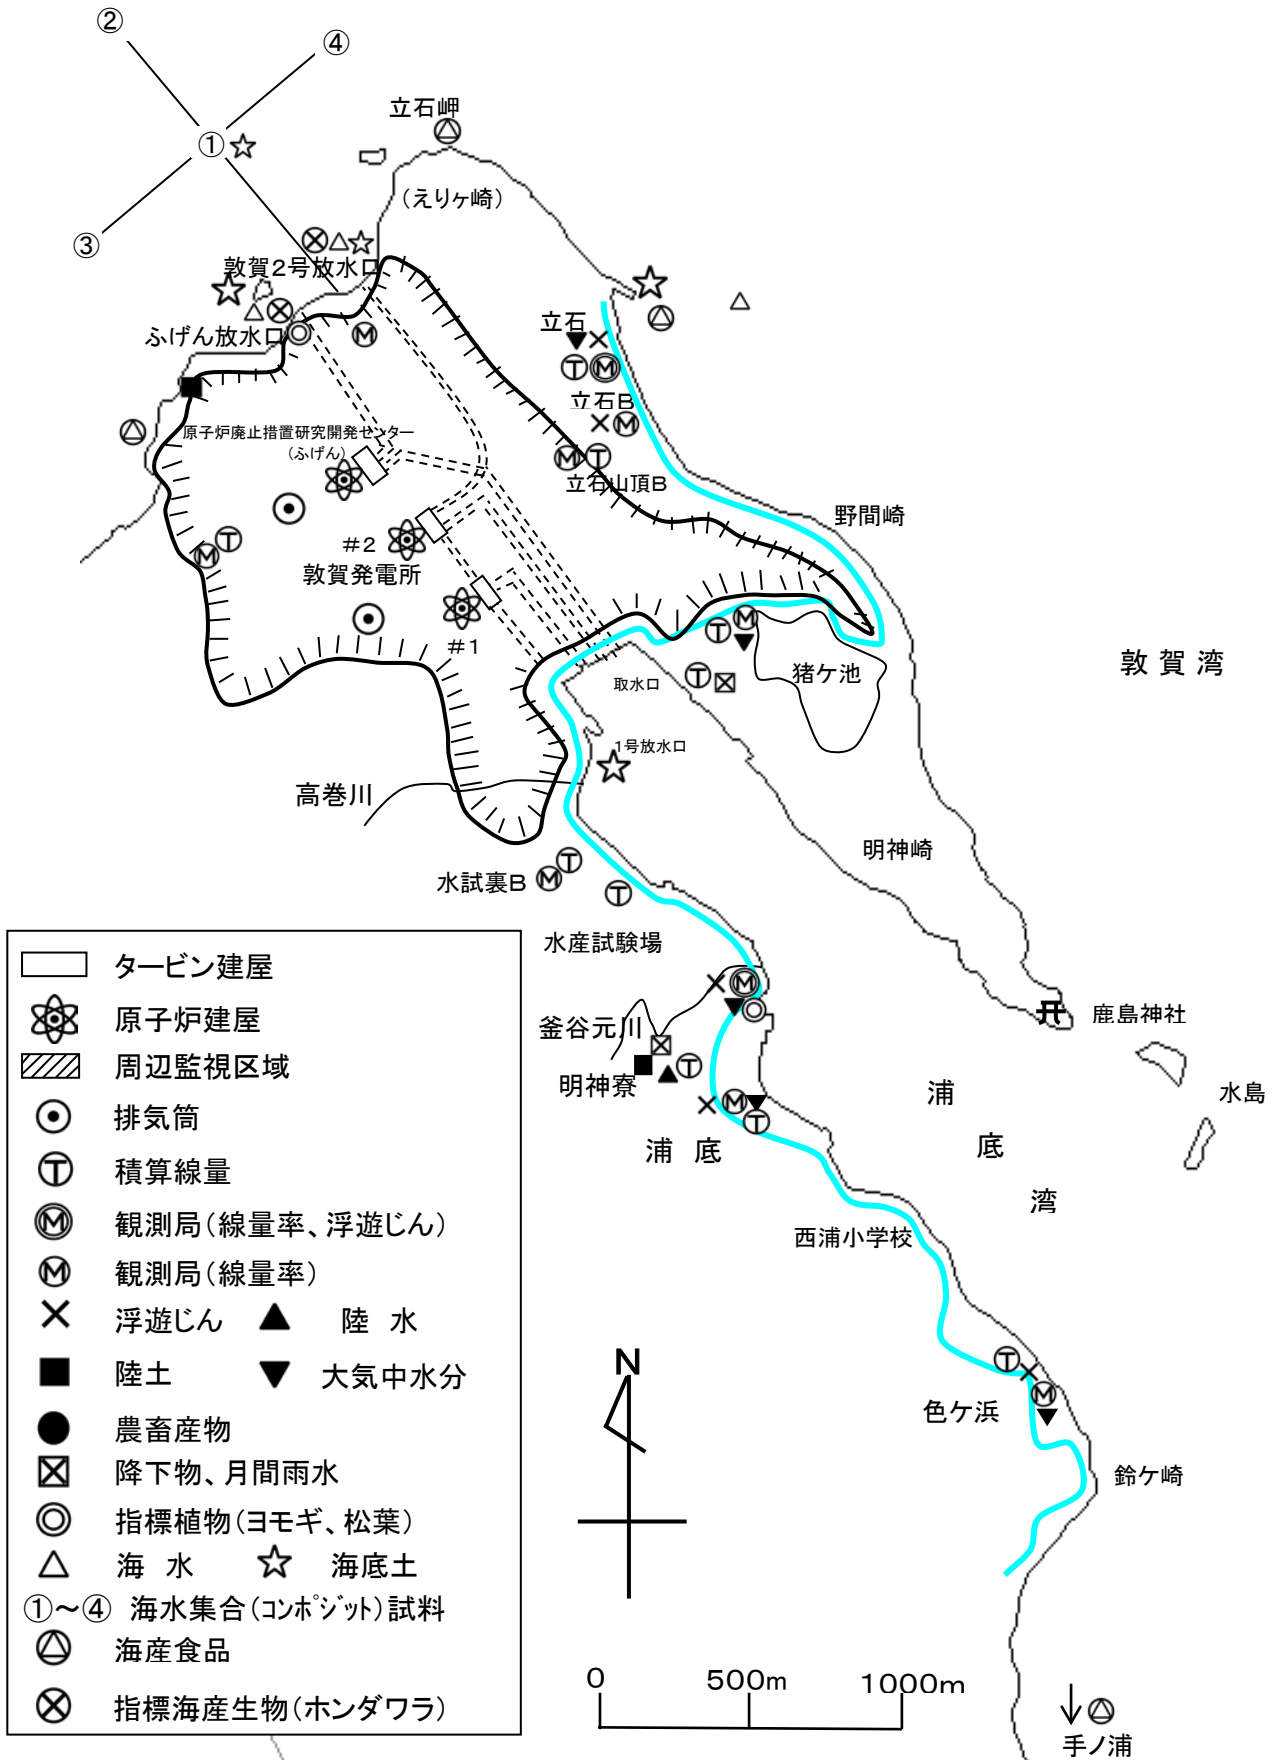 ②
④
立石岬
①
(えりヶ崎)
③
敦賀2号放水口
立石
ふげん放水口
立石B
原子炉廃止措置研究開発センター
(ふげん)
立石山頂B
野間崎
#2
敦賀発電所
#1
敦賀湾
猪ケ池
取水口
1号放水口
高巻川
明神崎
水試裏B
水産試験場
鹿島神社
釜谷元川
明神寮
水島
浦底
浦底湾
西浦小学校
色ケ浜
鈴ケ崎
手ノ浦
タービン建屋
原子炉建屋
周辺監視区域
排気筒
Ⓣ 積算線量
Ⓜ 観測局(線量率、浮遊じん)
Ⓜ 観測局(線量率)
浮遊じん 陸 水
陸土 大気中水分
農畜産物
降下物、月間雨水
指標植物(ヨモギ、松葉)
海 水 海底土
①~④ 海水集合(コンポジット)試料
海産食品
指標海産生物(ホンダワラ)
N
0 500m 1000m